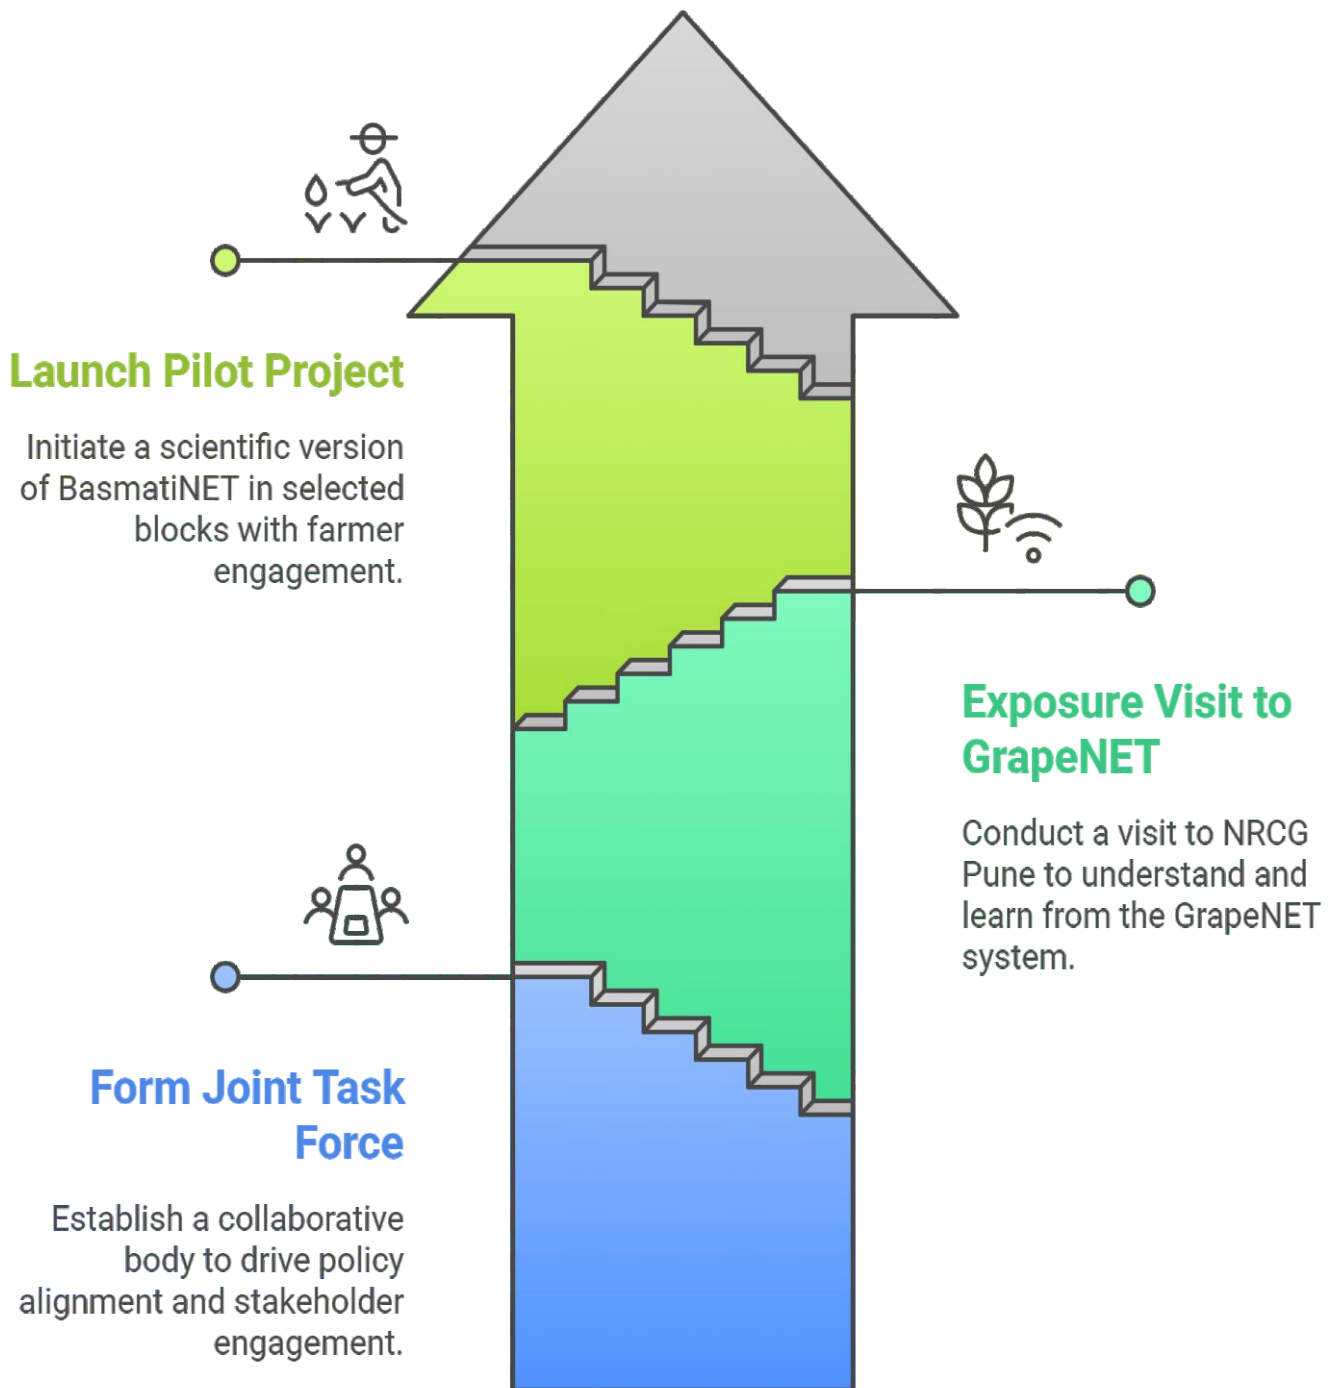 Launch Pilot Project
Initiate a scientific version
of BasmatiNET in selected
blocks with farmer
engagement.
Exposure Visit to
GrapeNET
Conduct a visit to NRCG
Pune to understand and
learn from the GrapeNET
system.
Form Joint Task
Force
Establish a collaborative
body to drive policy
alignment and stakeholder
engagement.